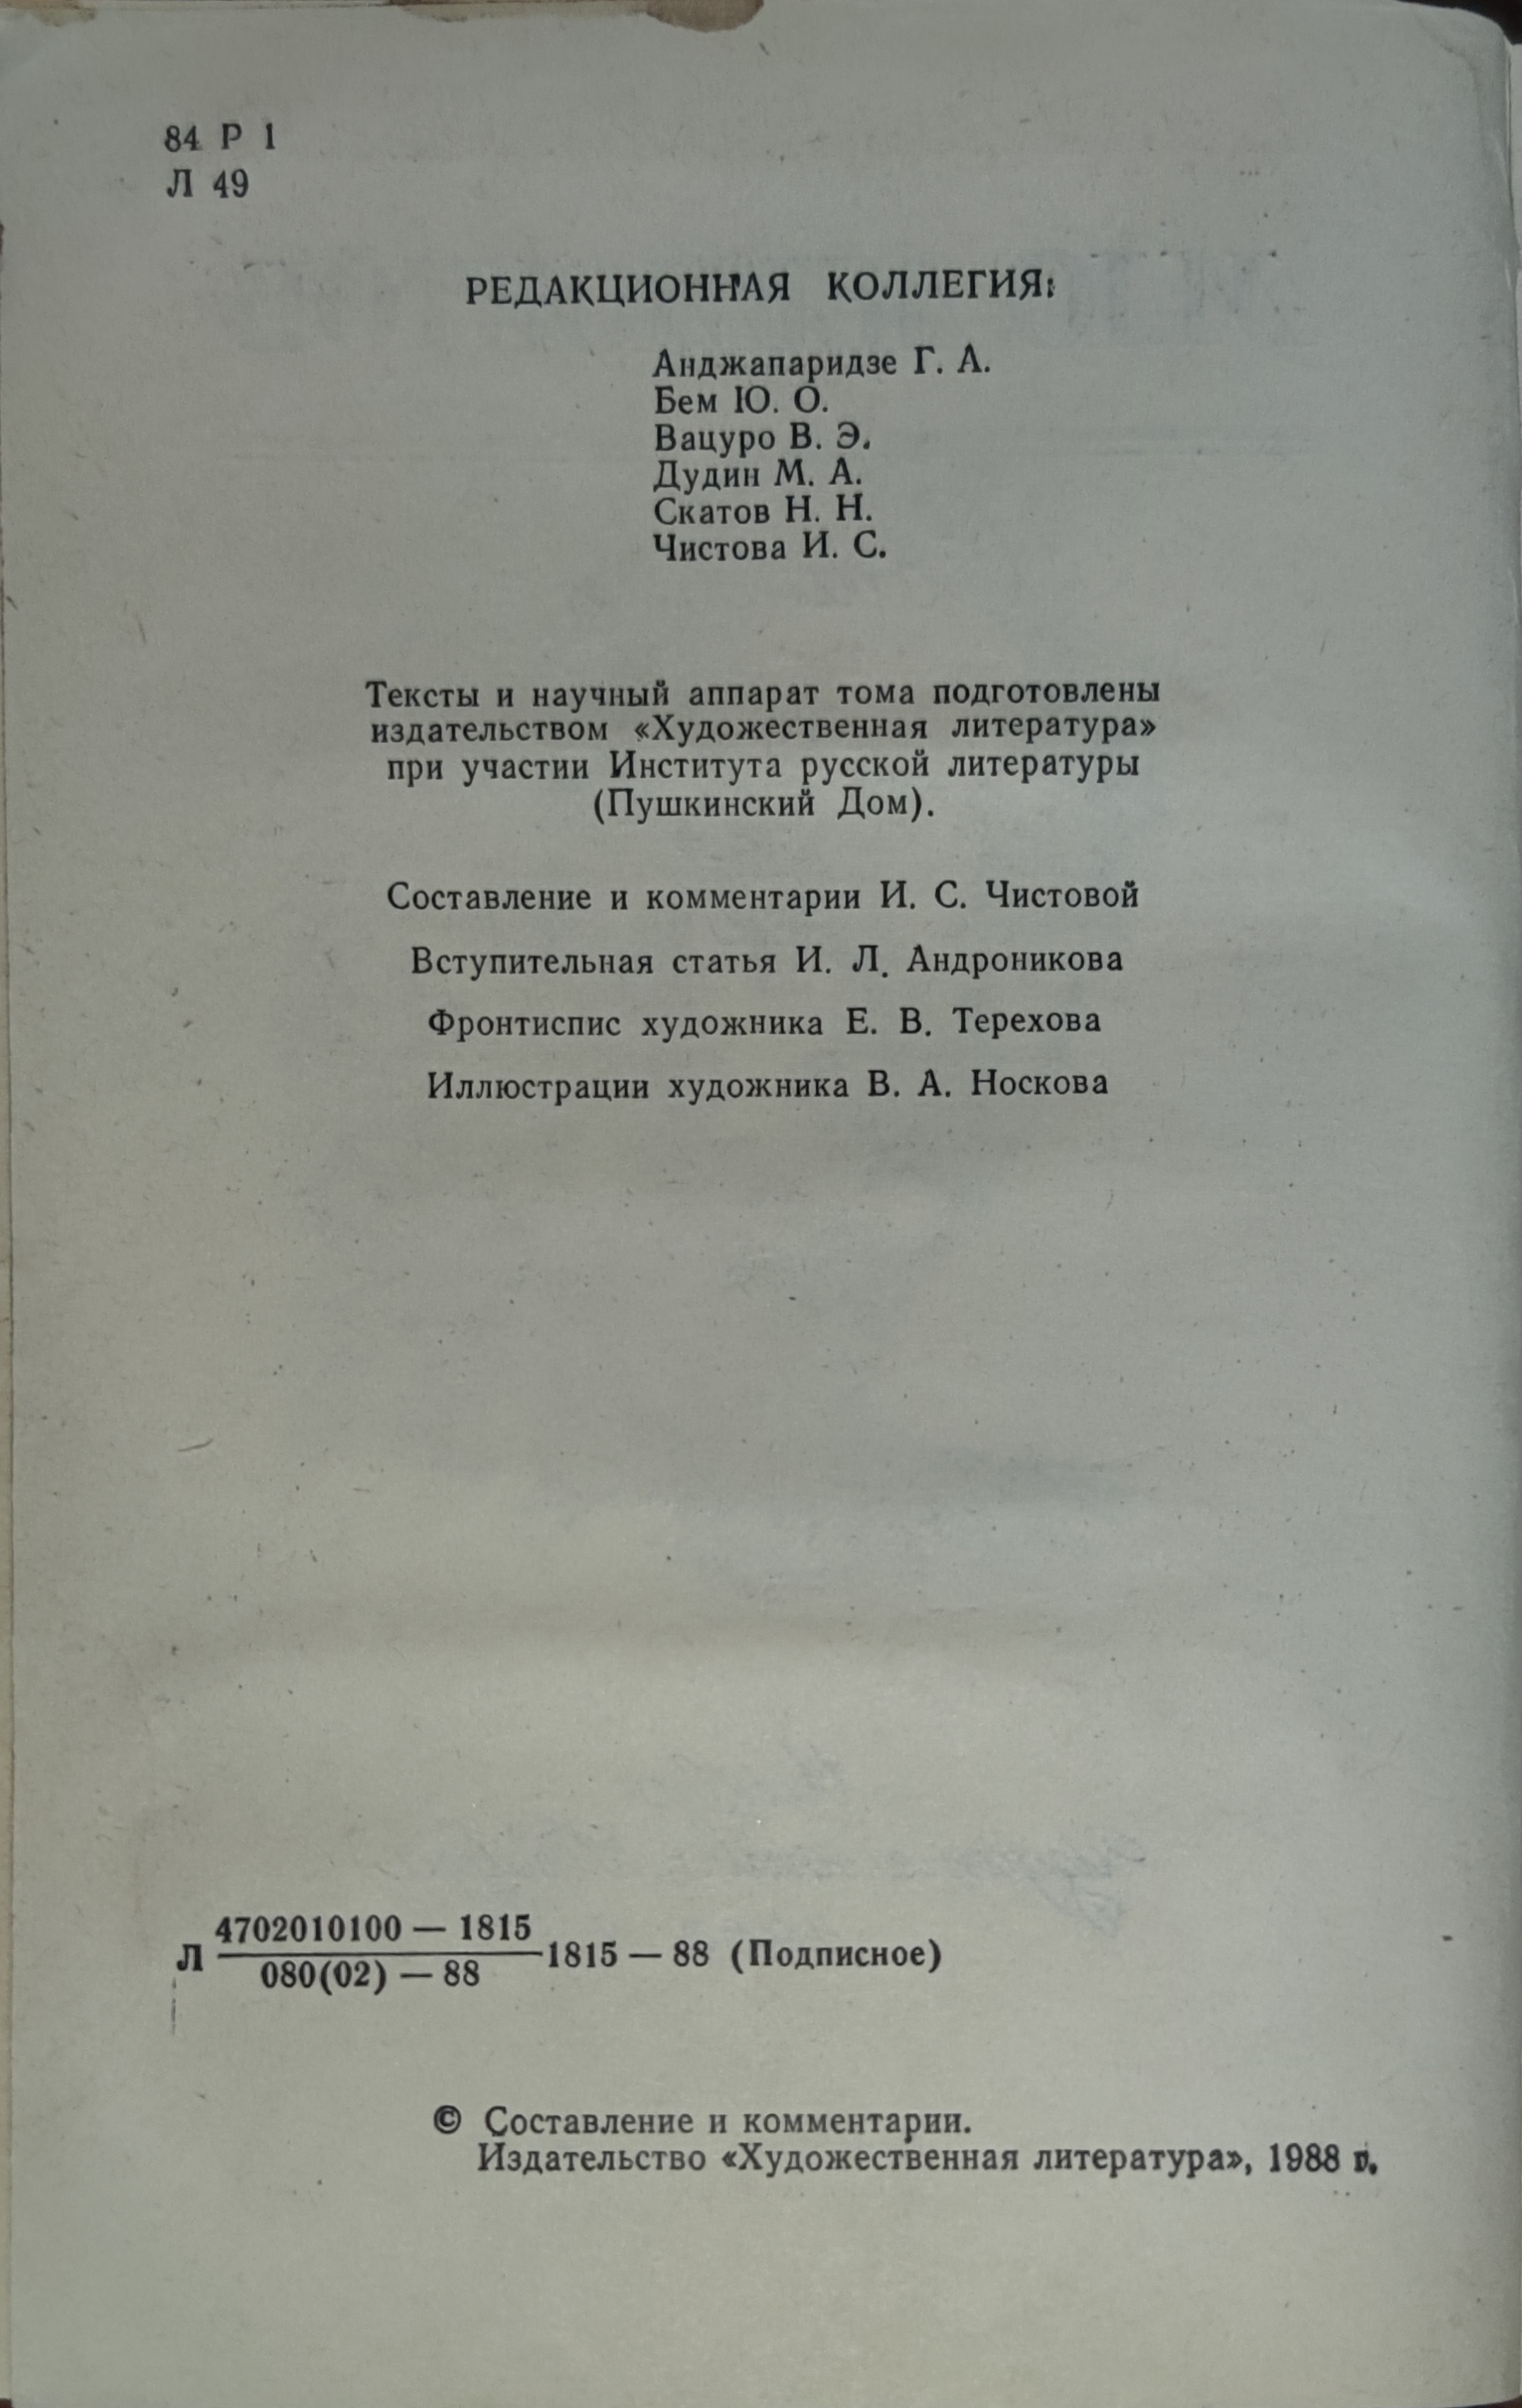 84 Р 1
Л 49
РЕДАКЦИОННАЯ КОЛЛЕГИЯ:
Анджапаридзе Г. А.
Бем Ю. О.
Вацуро В. Э.
Дудин М. А.
Скатов Н. Н.
Чистова И. С.
Тексты и научный аппарат тома подготовлены
издательством «Художественная литература»
при участии Института русской литературы
(Пушкинский Дом).
Составление и комментарии И. С. Чистовой
Вступительная статья И. Л. Андроникова
Фронтиспис художника Е. В. Терехова
Иллюстрации художника В. А. Носкова
4702010100 — 1815
Л 1815 — 88 (Подписное)
080(02) — 88
© Составление и комментарии.
Издательство «Художественная литература», 1988 г.